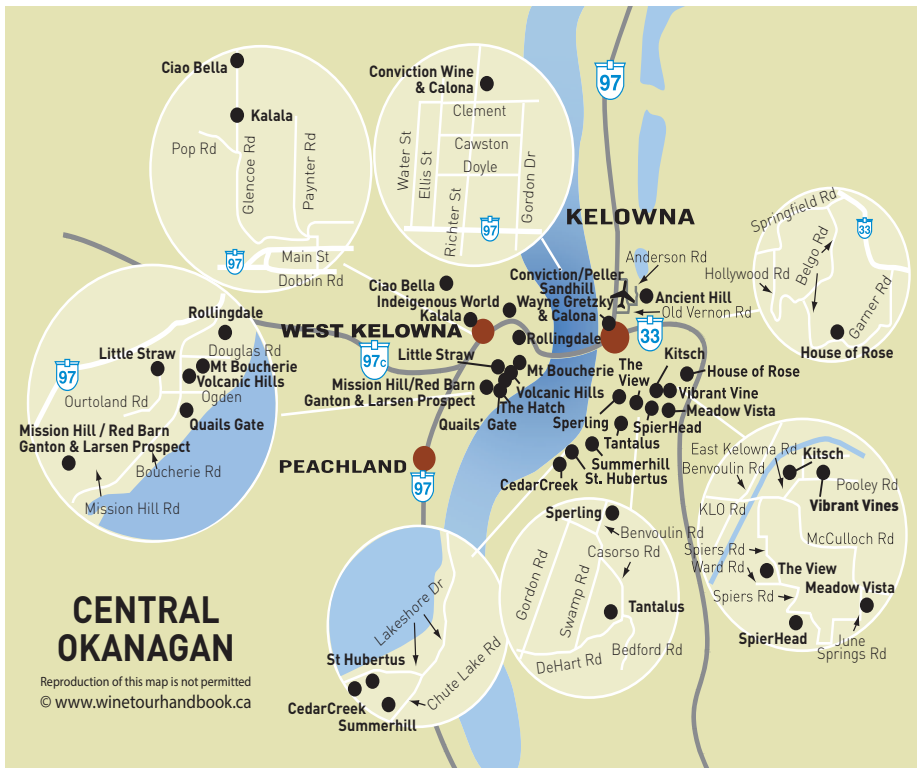 Ciao Bella
Kalala
Pop Rd
Glencoe Rd
Paynter Rd
97
Main St
Dobbin Rd
Conviction Wine
& Calona
Clement
Cawston
Doyle
Water St
Ellis St
Richter St
Gordon Dr
97
97
KELOWNA
Springfield Rd
33
Belgo Rd
Hollywood Rd
Garner Rd
House of Rose
Anderson Rd
Conviction/Peller
Sandhill
Wayne Gretzky
& Calona
Ancient Hill
Old Vernon Rd
33
Ciao Bella
Indeigenous World
Kalala
WEST KELOWNA
97c
Rollingdale
Little Straw
Mt Boucherie
Mission Hill/Red Barn
Ganton & Larsen Prospect
Volcanic Hills
The Hatch
Quails' Gate
The
View
Kitsch
House of Rose
Vibrant Vine
Meadow Vista
SpierHead
Sperling
Tantalus
Summerhill
St. Hubertus
CedarCreek
PEACHLAND
97
Rollingdale
Douglas Rd
Little Straw
Mt Boucherie
Volcanic Hills
Ogden
97
Ourtoland Rd
Quails Gate
Mission Hill / Red Barn
Ganton & Larsen Prospect
Boucherie Rd
Mission Hill Rd
East Kelowna Rd
Kitsch
Benvoulin Rd
Pooley Rd
Vibrant Vines
KLO Rd
McCulloch Rd
Spiers Rd
Ward Rd
The View
Meadow Vista
Spiers Rd
SpierHead
June
Springs Rd
Sperling
Benvoulin Rd
Casorso Rd
Gordon Rd
Swamp Rd
Tantalus
Bedford Rd
DeHart Rd
Lakeshore Dr
Chute Lake Rd
St Hubertus
CedarCreek
Summerhill
CENTRAL
OKANAGAN
Reproduction of this map is not permitted
© www.winetourhandbook.ca